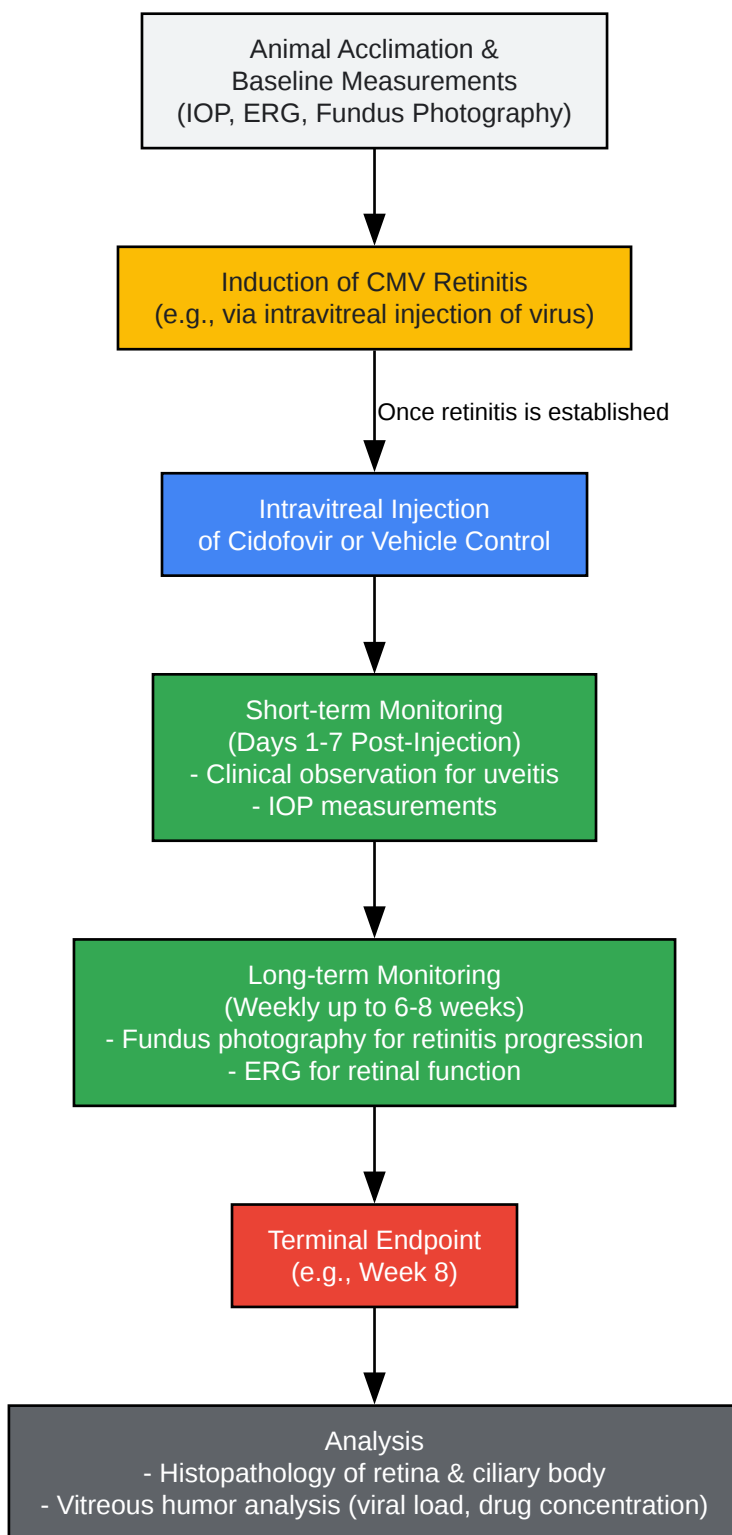 Animal Acclimation &
Baseline Measurements
(IOP, ERG, Fundus Photography)
Induction of CMV Retinitis
(e.g., via intravitreal injection of virus)
Once retinitis is established
Intravitreal Injection
of Cidofovir or Vehicle Control
Short-term Monitoring
(Days 1-7 Post-Injection)
- Clinical observation for uveitis
- IOP measurements
Long-term Monitoring
(Weekly up to 6-8 weeks)
- Fundus photography for retinitis progression
- ERG for retinal function
Terminal Endpoint
(e.g., Week 8)
Analysis
- Histopathology of retina & ciliary body
- Vitreous humor analysis (viral load, drug concentration)